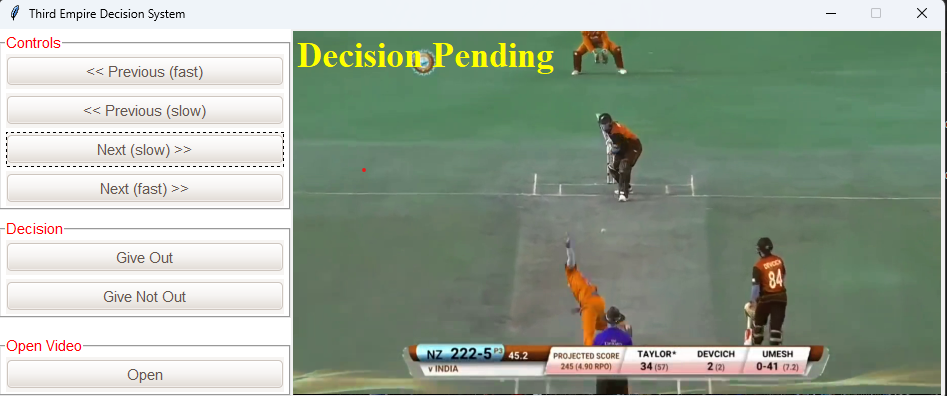 Third Empire Decision System
Controls
<< Previous (fast)
<< Previous (slow)
Next (slow) >>
Next (fast) >>
Decision
Give Out
Give Not Out
Open Video
Open
Decision Pending
DEVCICH
84
NZ 222-5 P3 45.2
v INDIA
PROJECTED SCORE
245 (4.90 RPO)
TAYLOR* DEVCICH UMESH
34 (57) 2 (2) 0-41 (7.2)